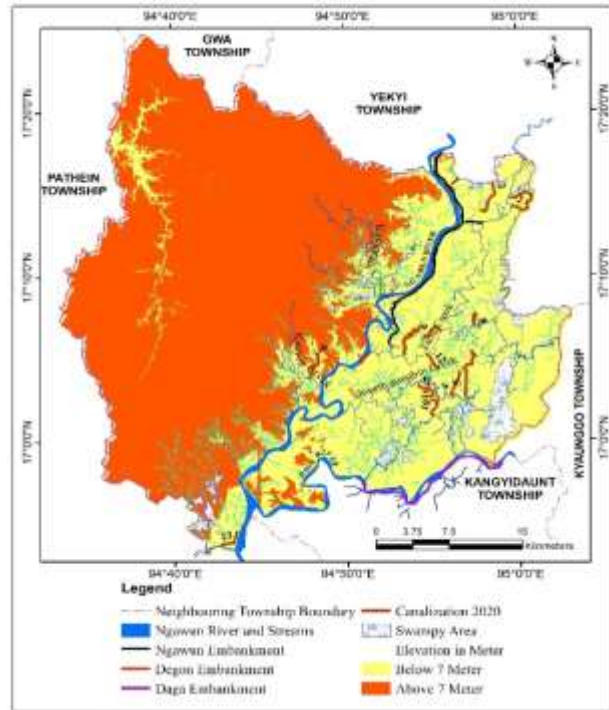 94°40'0"E 94°50'0"E 95°0'0"E
GWA
TOWNSHIP
N
YEKYI
TOWNSHIP
W E
S
17°20'0"N 17°20'0"N
PATHEIN
TOWNSHIP
17°10'0"N 17°10'0"N
KYAUNGGO TOWNSHIP
17°0'0"N 17°0'0"N
KANGYIDAUNT
TOWNSHIP
0 3.75 7.5 15
Kilometers
94°40'0"E 94°50'0"E 95°0'0"E
Legend
Neighbouring Township Boundary Canalization 2020
Ngawun River and Streams Swampy Area
Ngawun Embankment Elevation in Meter
Degon Embankment Below 7 Meter
Daga Embankment Above 7 Meter